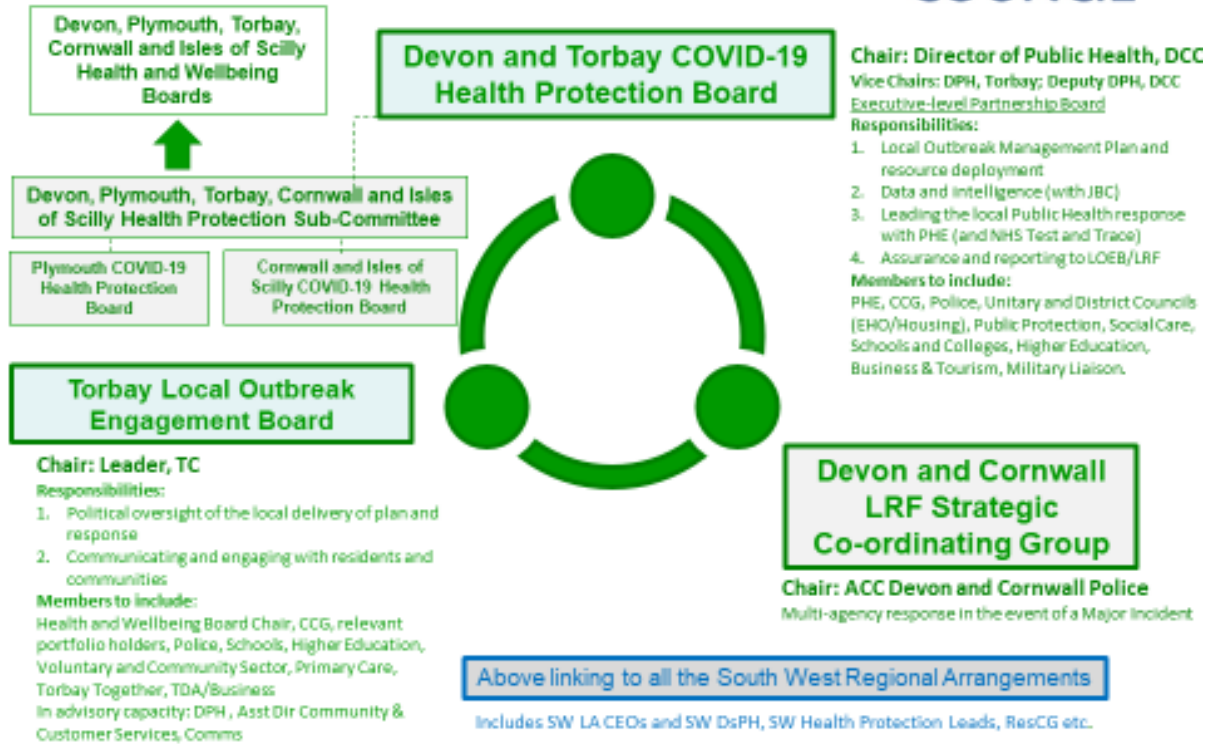 Devon, Plymouth, Torbay,
Cornwall and Isles of Scilly
Health and Wellbeing
Boards
Devon, Plymouth, Torbay, Cornwall and Isles
of Scilly Health Protection Sub-Committee
Plymouth COVID-19
Health Protection
Board
Cornwall and Isles of
Scilly COVID-19 Health
Protection Board
Devon and Torbay COVID-19
Health Protection Board
Chair: Director of Public Health, DCC
Vice Chairs: DPH, Torbay; Deputy DPH, DCC
Executive-level Partnership Board
Responsibilities:
1. Local Outbreak Management Plan and
resource deployment
2. Data and intelligence (with JBC)
3. Leading the local Public Health response
with PHE (and NHS Test and Trace)
4. Assurance and reporting to LOEB/LRF
Members to include:
PHE, CCG, Police, Unitary and District Councils
(EHO/Housing), Public Protection, Social Care,
Schools and Colleges, Higher Education,
Business & Tourism, Military Liaison.
Torbay Local Outbreak
Engagement Board
Chair: Leader, TC
Responsibilities:
1. Political oversight of the local delivery of plan and
response
2. Communicating and engaging with residents and
communities
Members to include:
Health and Wellbeing Board Chair, CCG, relevant
portfolio holders, Police, Schools, Higher Education,
Voluntary and Community Sector, Primary Care,
Torbay Together, TDA/Business
In advisory capacity: DPH, Asst Dir Community &
Customer Services, Comms
Devon and Cornwall
LRF Strategic
Co-ordinating Group
Chair: ACC Devon and Cornwall Police
Multi-agency response in the event of a Major Incident
Above linking to all the South West Regional Arrangements
Includes SW LA CEOs and SW DsPH, SW Health Protection Leads, ResCG etc.